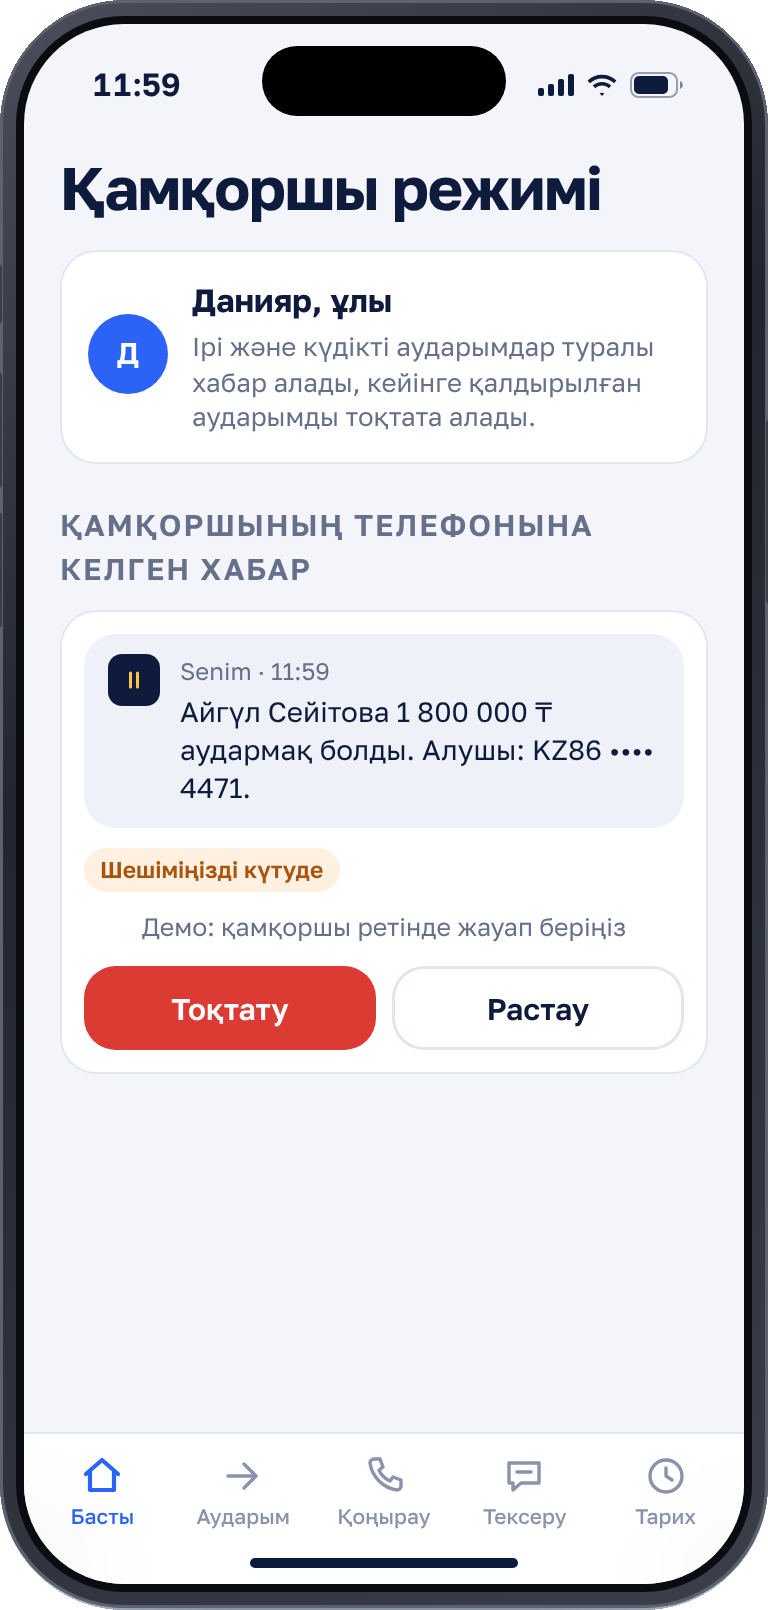 11:59
Қамқоршы режимі
Данияр, ұлы
Д
Ірі және күдікті аударымдар туралы
хабар алады, кейінге қалдырылған
аударымды тоқтата алады.
ҚАМҚОРШЫНЫҢ ТЕЛЕФОНЫНА
КЕЛГЕН ХАБАР
Senim · 11:59
Айгүл Сейітова 1 800 000 ₸
аудармақ болды. Алушы: KZ86 ••••
4471.
Шешіміңізді күтуде
Демо: қамқоршы ретінде жауап беріңіз
Тоқтату
Растау
Басты
Аударым
Қоңырау
Тексеру
Тарих